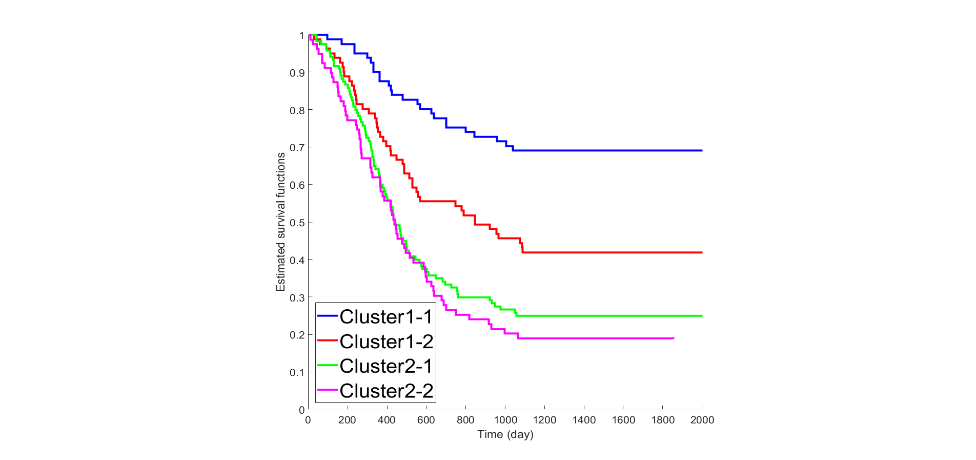 1
0.9
0.8
0.7
0.6
0.5
0.4
0.3
0.2
0.1
0
Estimated survival functions
Cluster1-1
Cluster1-2
Cluster2-1
Cluster2-2
0 200 400 600 800 1000 1200 1400 1600 1800 2000
Time (day)